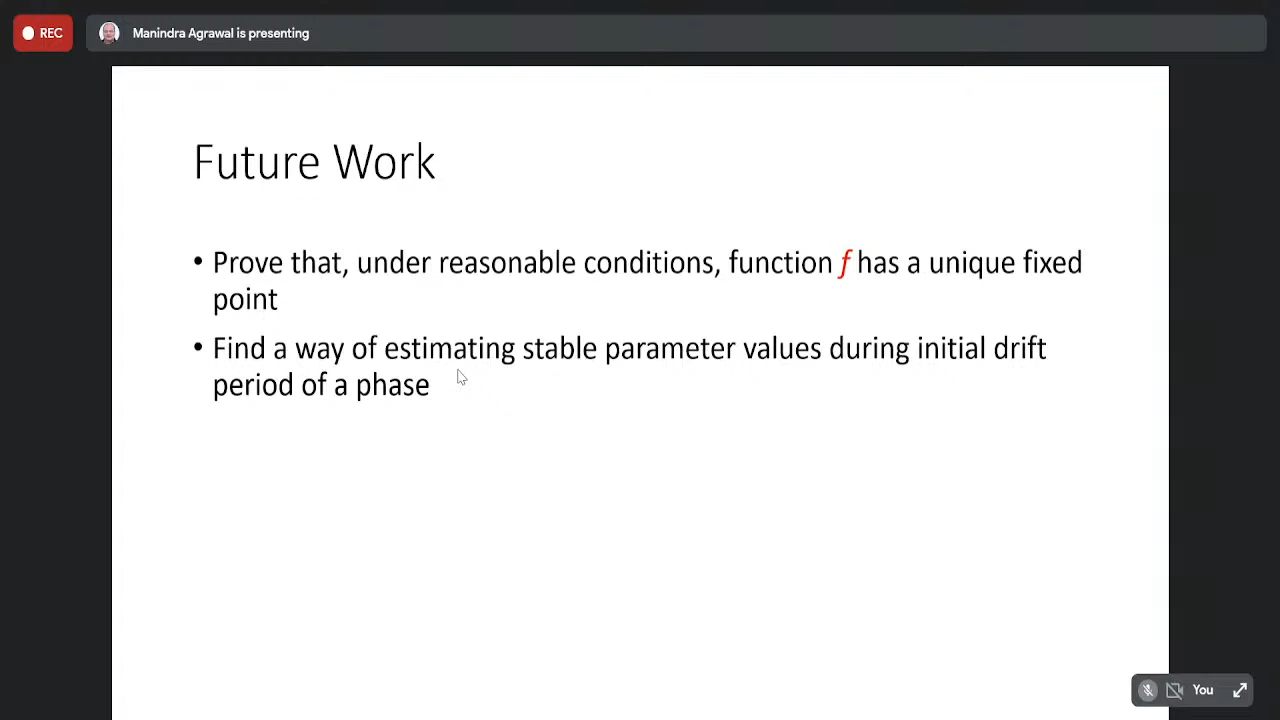 REC
Manindra Agrawal is presenting
Future Work
• Prove that, under reasonable conditions, function f has a unique fixed
point
• Find a way of estimating stable parameter values during initial drift
period of a phase
You